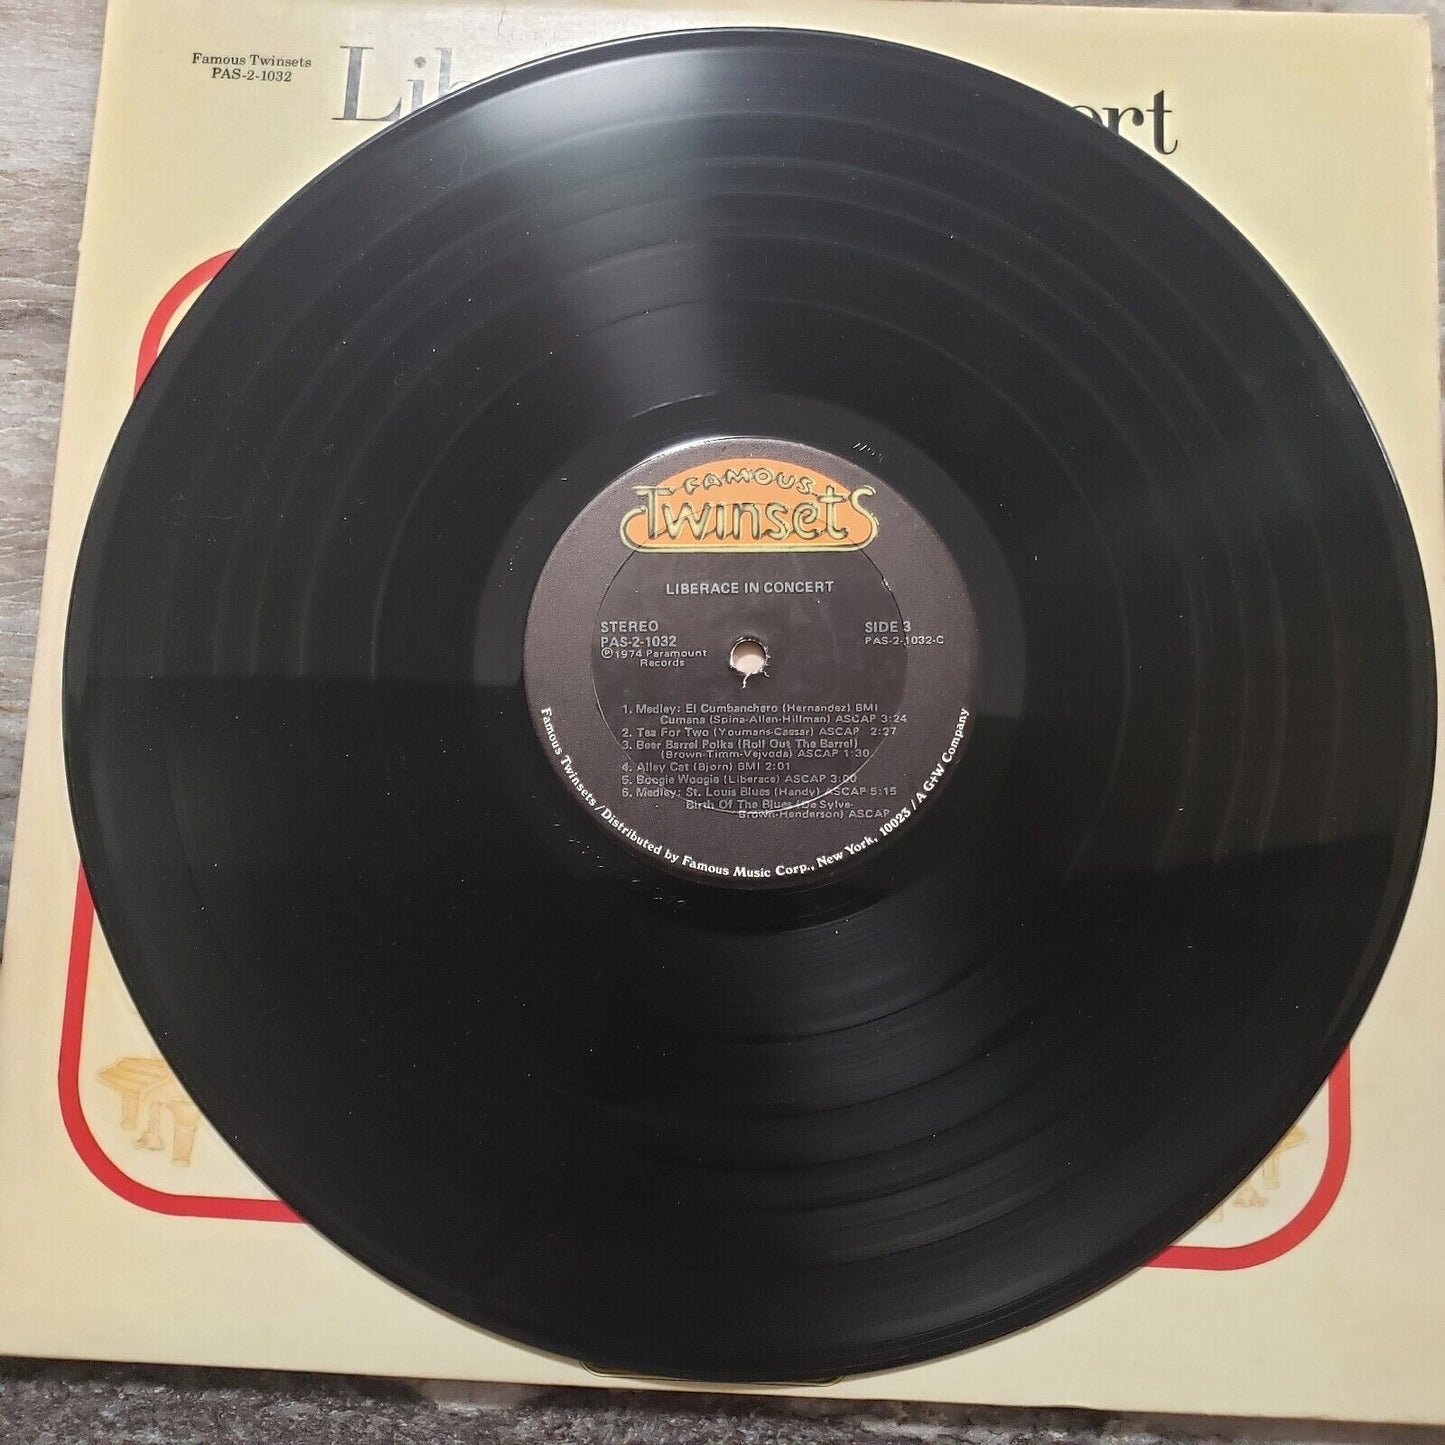 Famous Twinsets
PAS-2-1032
Lib
ert
FAMOUS
Twinsets
LIBERACE IN CONCERT
STEREO
PAS-2-1032
℗1974 Paramount
Records
SIDE 3
PAS-2-1032-C
1. Medley: El Cumbanchero (Hernandez) BMI
Cumana (Spina-Allen-Hillman) ASCAP 3:24
2. Tea For Two (Youmans-Caesar) ASCAP 2:27
3. Beer Barrel Polka (Roll Out The Barrel)
(Brown-Timm-Vejvoda) ASCAP 1:30
4. Alley Cat (Bjorn) BMI 2:01
5. Boogie Woogie (Liberace) ASCAP 3:00
6. Medley: St. Louis Blues (Handy) ASCAP 5:15
Birth Of The Blues (De Sylva-
Brown-Henderson) ASCAP
Famous Twinsets/Distributed by Famous Music Corp., New York, 10023/A G+W Company